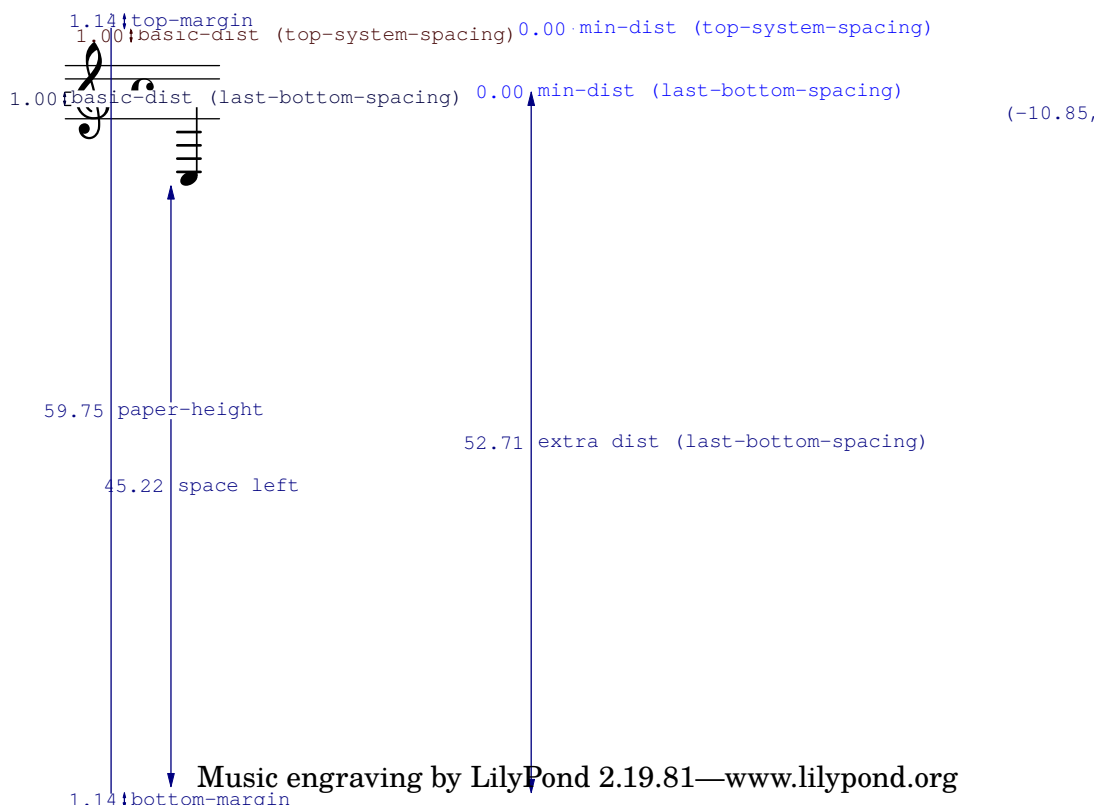 1.14 top-margin
1.00 basic-dist (top-system-spacing) 0.00 min-dist (top-system-spacing)
1.00 basic-dist (last-bottom-spacing) 0.00 min-dist (last-bottom-spacing)
(-10.85,
59.75 paper-height
52.71 extra dist (last-bottom-spacing)
45.22 space left
Music engraving by LilyPond 2.19.81—www.lilypond.org
1.14 bottom-margin